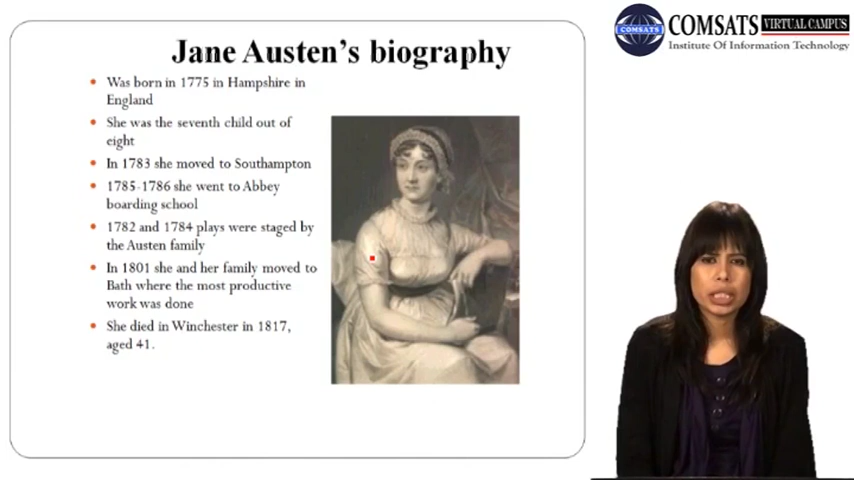 Jane Austen's biography
Was born in 1775 in Hampshire in
England
She was the seventh child out of
eight
In 1783 she moved to Southampton
1785-1786 she went to Abbey
boarding school
1782 and 1784 plays were staged by
the Austen family
In 1801 she and her family moved to
Bath where the most productive
work was done
She died in Winchester in 1817,
aged 41.
COMSATS
COMSATS VIRTUAL CAMPUS
Institute Of Information Technology